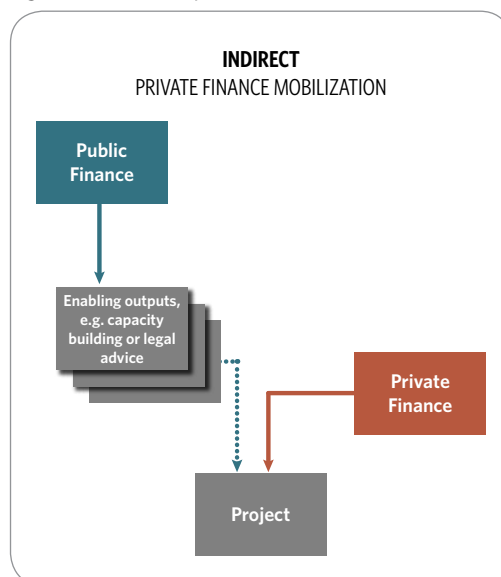 INDIRECT
PRIVATE FINANCE MOBILIZATION
Public
Finance
Enabling outputs,
e.g. capacity
building or legal
advice
Private
Finance
Project